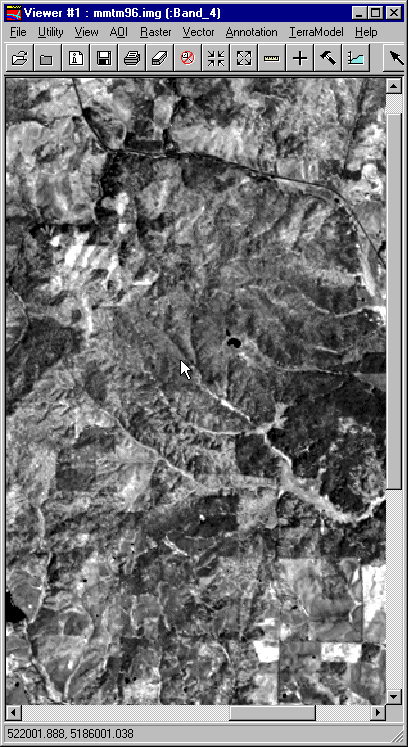 Viewer #1 : mmtm96.img (:Band_4)
File Utility View AOI Raster Vector Annotation TerraModel Help
522001.888, 5186001.038